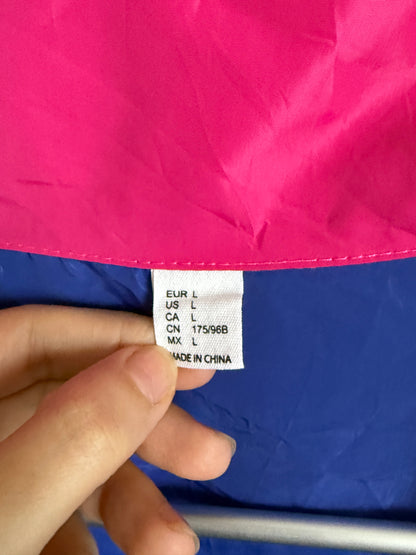 EUR L
US L
CA L
CN 175/96B
MX L
MADE IN CHINA